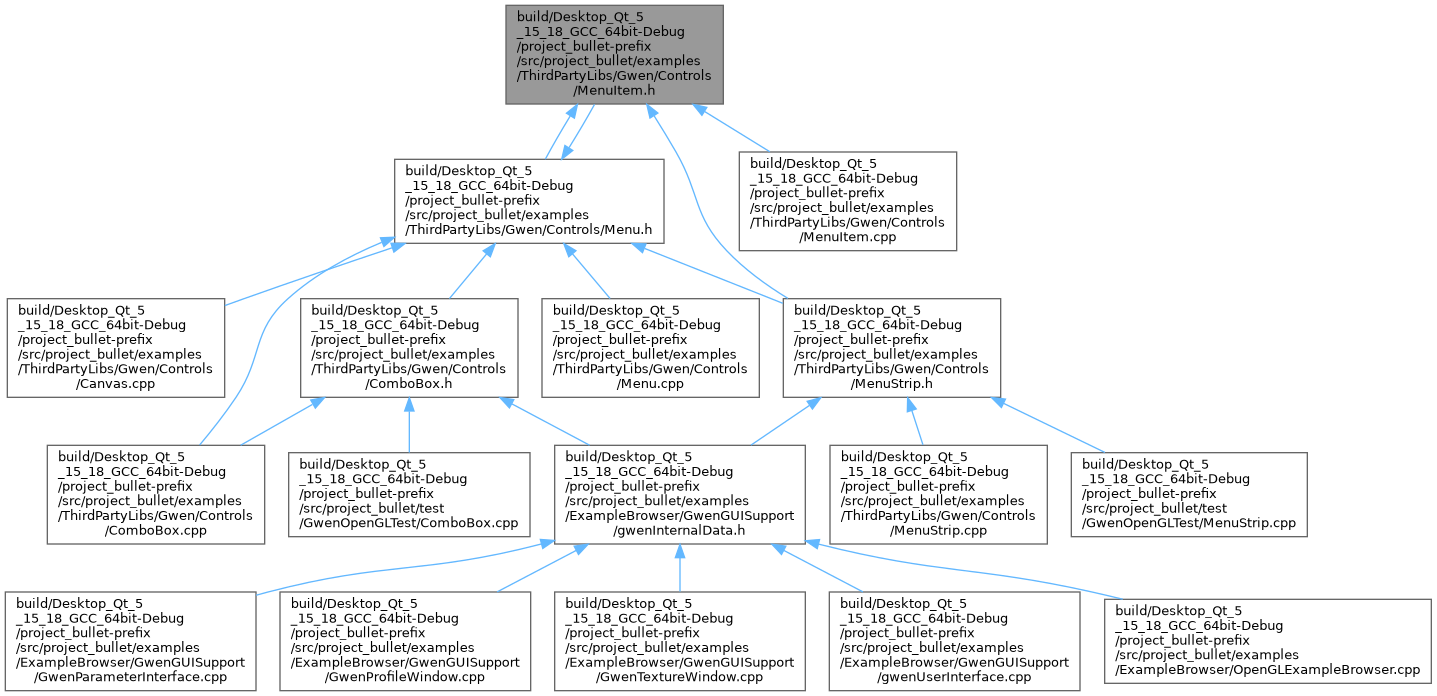 build/Desktop_Qt_5
_15_18_GCC_64bit-Debug
/project_bullet-prefix
/src/project_bullet/examples
/ThirdPartyLibs/Gwen/Controls
/MenuItem.h
build/Desktop_Qt_5
_15_18_GCC_64bit-Debug
/project_bullet-prefix
/src/project_bullet/examples
/ThirdPartyLibs/Gwen/Controls/Menu.h
build/Desktop_Qt_5
_15_18_GCC_64bit-Debug
/project_bullet-prefix
/src/project_bullet/examples
/ThirdPartyLibs/Gwen/Controls
/MenuItem.cpp
build/Desktop_Qt_5
_15_18_GCC_64bit-Debug
/project_bullet-prefix
/src/project_bullet/examples
/ThirdPartyLibs/Gwen/Controls
/Canvas.cpp
build/Desktop_Qt_5
_15_18_GCC_64bit-Debug
/project_bullet-prefix
/src/project_bullet/examples
/ThirdPartyLibs/Gwen/Controls
/ComboBox.h
build/Desktop_Qt_5
_15_18_GCC_64bit-Debug
/project_bullet-prefix
/src/project_bullet/examples
/ThirdPartyLibs/Gwen/Controls
/Menu.cpp
build/Desktop_Qt_5
_15_18_GCC_64bit-Debug
/project_bullet-prefix
/src/project_bullet/examples
/ThirdPartyLibs/Gwen/Controls
/MenuStrip.h
build/Desktop_Qt_5
_15_18_GCC_64bit-Debug
/project_bullet-prefix
/src/project_bullet/examples
/ThirdPartyLibs/Gwen/Controls
/ComboBox.cpp
build/Desktop_Qt_5
_15_18_GCC_64bit-Debug
/project_bullet-prefix
/src/project_bullet/test
/GwenOpenGLTest/ComboBox.cpp
build/Desktop_Qt_5
_15_18_GCC_64bit-Debug
/project_bullet-prefix
/src/project_bullet/examples
/ExampleBrowser/GwenGUISupport
/gwenInternalData.h
build/Desktop_Qt_5
_15_18_GCC_64bit-Debug
/project_bullet-prefix
/src/project_bullet/examples
/ThirdPartyLibs/Gwen/Controls
/MenuStrip.cpp
build/Desktop_Qt_5
_15_18_GCC_64bit-Debug
/project_bullet-prefix
/src/project_bullet/test
/GwenOpenGLTest/MenuStrip.cpp
build/Desktop_Qt_5
_15_18_GCC_64bit-Debug
/project_bullet-prefix
/src/project_bullet/examples
/ExampleBrowser/GwenGUISupport
/GwenParameterInterface.cpp
build/Desktop_Qt_5
_15_18_GCC_64bit-Debug
/project_bullet-prefix
/src/project_bullet/examples
/ExampleBrowser/GwenGUISupport
/GwenProfileWindow.cpp
build/Desktop_Qt_5
_15_18_GCC_64bit-Debug
/project_bullet-prefix
/src/project_bullet/examples
/ExampleBrowser/GwenGUISupport
/GwenTextureWindow.cpp
build/Desktop_Qt_5
_15_18_GCC_64bit-Debug
/project_bullet-prefix
/src/project_bullet/examples
/ExampleBrowser/GwenGUISupport
/gwenUserInterface.cpp
build/Desktop_Qt_5
_15_18_GCC_64bit-Debug
/project_bullet-prefix
/src/project_bullet/examples
/ExampleBrowser/OpenGLExampleBrowser.cpp